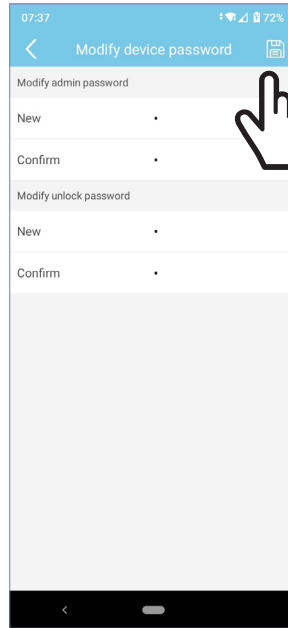 07:37 72%
Modify device password
Modify admin password
New •
Confirm •
Modify unlock password
New •
Confirm •